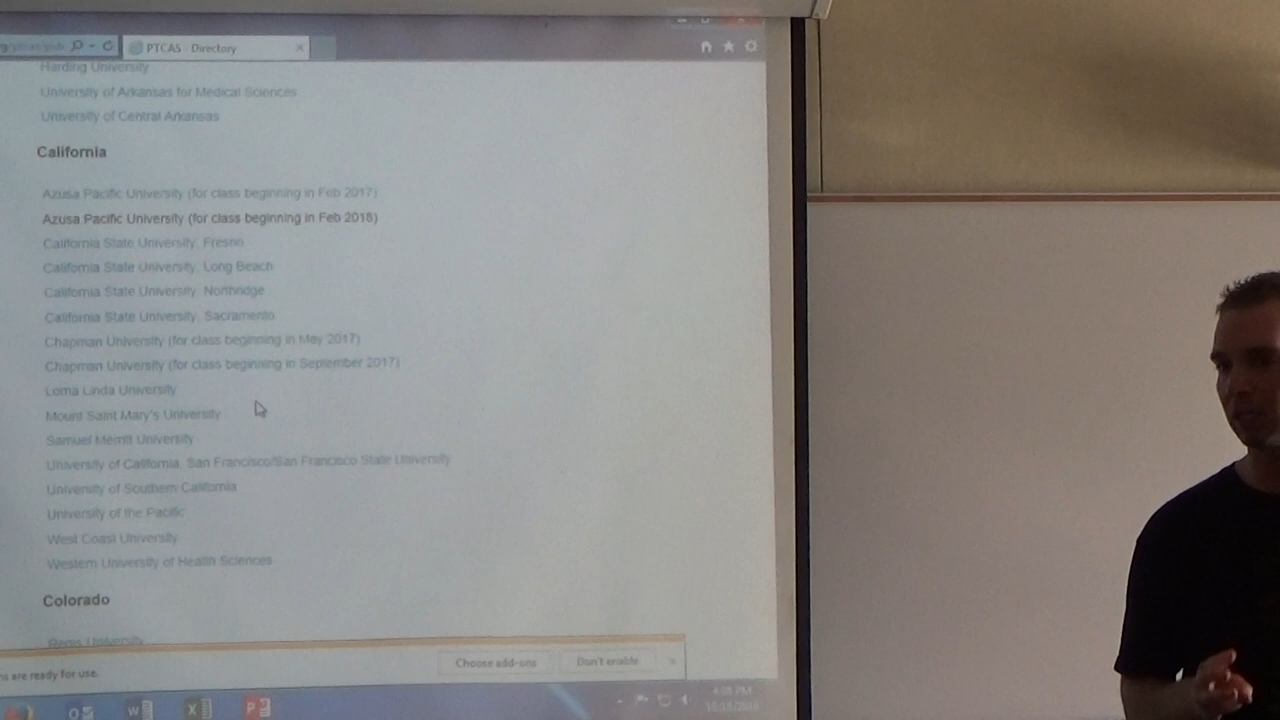 PTCAS - Directory
Harding University
University of Arkansas for Medical Sciences
University of Central Arkansas
California
Azusa Pacific University (for class beginning in Feb 2017)
Azusa Pacific University (for class beginning in Feb 2018)
California State University, Fresno
California State University, Long Beach
California State University, Northridge
California State University, Sacramento
Chapman University (for class beginning in May 2017)
Chapman University (for class beginning in September 2017)
Loma Linda University
Mount Saint Mary's University
Samuel Merritt University
University of California, San Francisco/San Francisco State University
University of Southern California
University of the Pacific
West Coast University
Western University of Health Sciences
Colorado
Regis University
are ready for use.
Choose add-ons
Don't enable